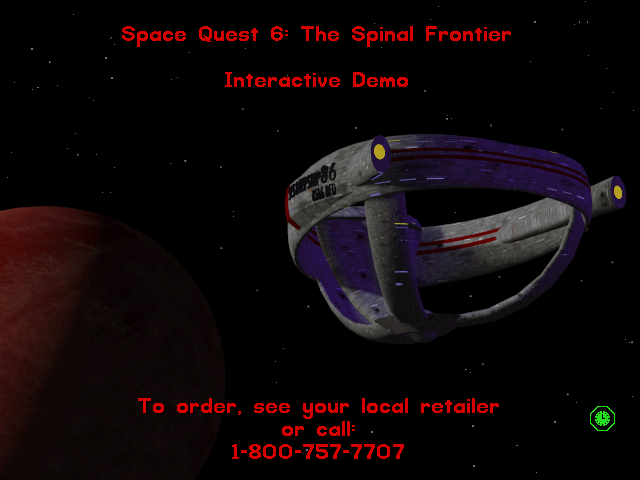 Space Quest 6: The Spinal Frontier
Interactive Demo
To order, see your local retailer
or call:
1-800-757-7707